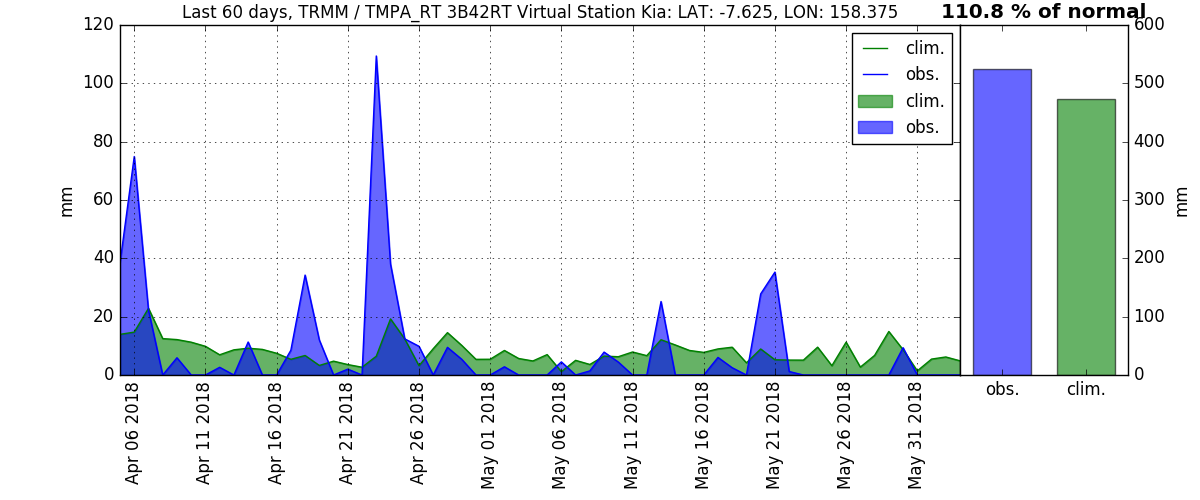 Last 60 days, TRMM / TMPA_RT 3B42RT Virtual Station Kia: LAT: -7.625, LON: 158.375
110.8 % of normal
120
100
80
60
40
20
0
mm
clim.
obs.
clim.
obs.
600
500
400
300
200
100
0
mm
Apr 06 2018
Apr 11 2018
Apr 16 2018
Apr 21 2018
Apr 26 2018
May 01 2018
May 06 2018
May 11 2018
May 16 2018
May 21 2018
May 26 2018
May 31 2018
obs.
clim.